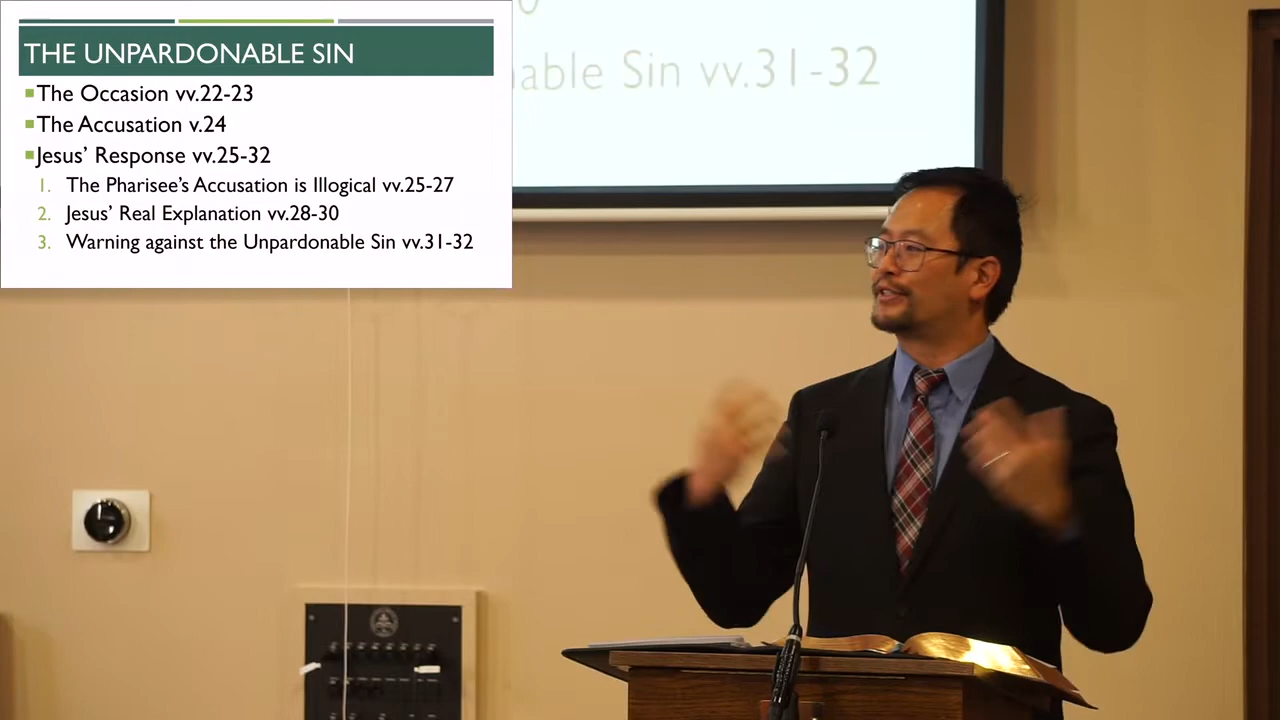 THE UNPARDONABLE SIN
The Occasion vv.22-23
The Accusation v.24
Jesus’ Response vv.25-32
1. The Pharisee’s Accusation is Illogical vv.25-27
2. Jesus’ Real Explanation vv.28-30
3. Warning against the Unpardonable Sin vv.31-32
nable Sin vv.31-32